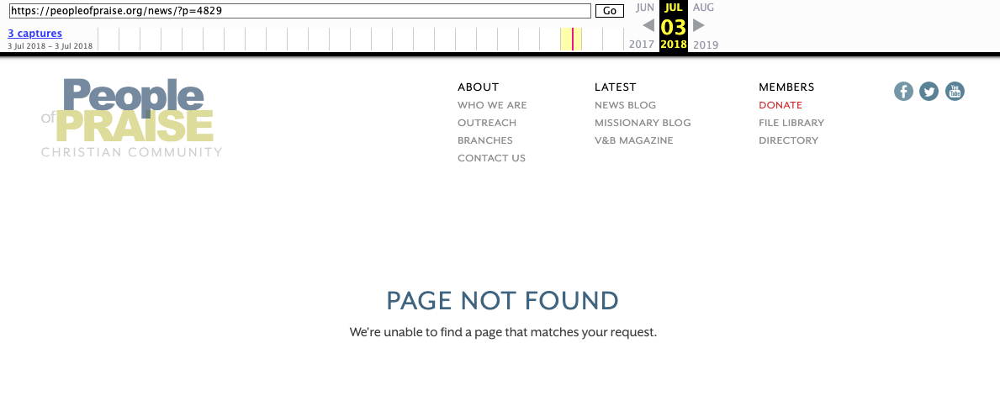 https://peopleofpraise.org/news/?p=4829
Go
JUN JUL AUG
3 captures
03
3 Jul 2018 – 3 Jul 2018
2017 2018 2019
People
of PRAISE
CHRISTIAN COMMUNITY
ABOUT
WHO WE ARE
OUTREACH
BRANCHES
CONTACT US
LATEST
NEWS BLOG
MISSIONARY BLOG
V&B MAGAZINE
MEMBERS
DONATE
FILE LIBRARY
DIRECTORY
You
Tube
PAGE NOT FOUND
We're unable to find a page that matches your request.